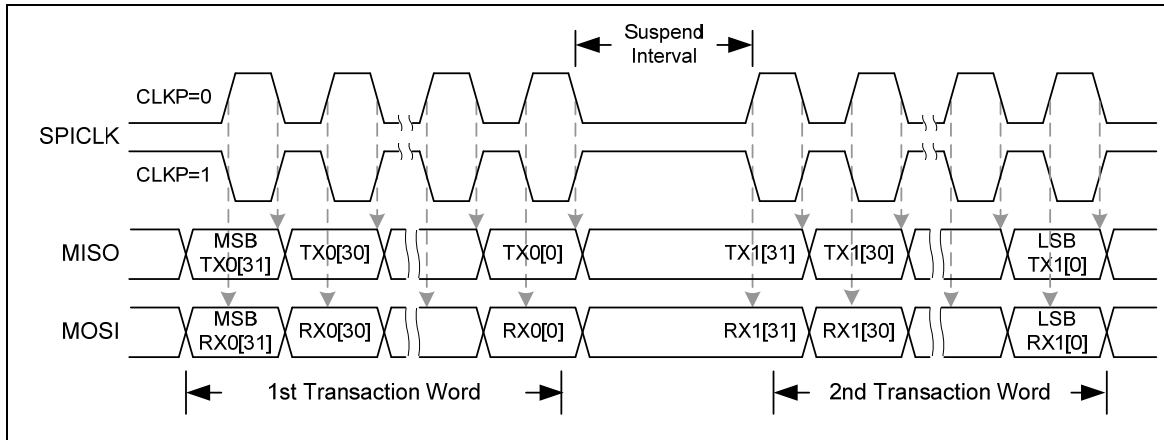 Suspend
Interval
CLKP=0
SPICLK
CLKP=1
MISO
MSB
TX0[31]
TX0[30]
TX0[0]
TX1[31]
TX1[30]
LSB
TX1[0]
MOSI
MSB
RX0[31]
RX0[30]
RX0[0]
RX1[31]
RX1[30]
LSB
RX1[0]
1st Transaction Word
2nd Transaction Word